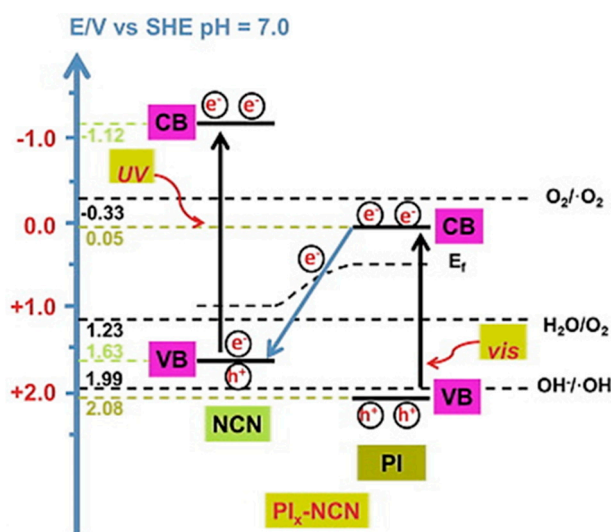 E/V vs SHE pH = 7.0
e⁻ e⁻
CB
-1.12
-1.0
UV
-0.33
O₂/·O₂
0.0
0.05
e⁻ e⁻
CB
e⁻
E_f
+1.0
1.23
H₂O/O₂
1.63
VB
e⁻
h⁺
vis
1.99
OH⁻/·OH
+2.0
2.08
VB
h⁺ h⁺
NCN
PI
PIₓ-NCN